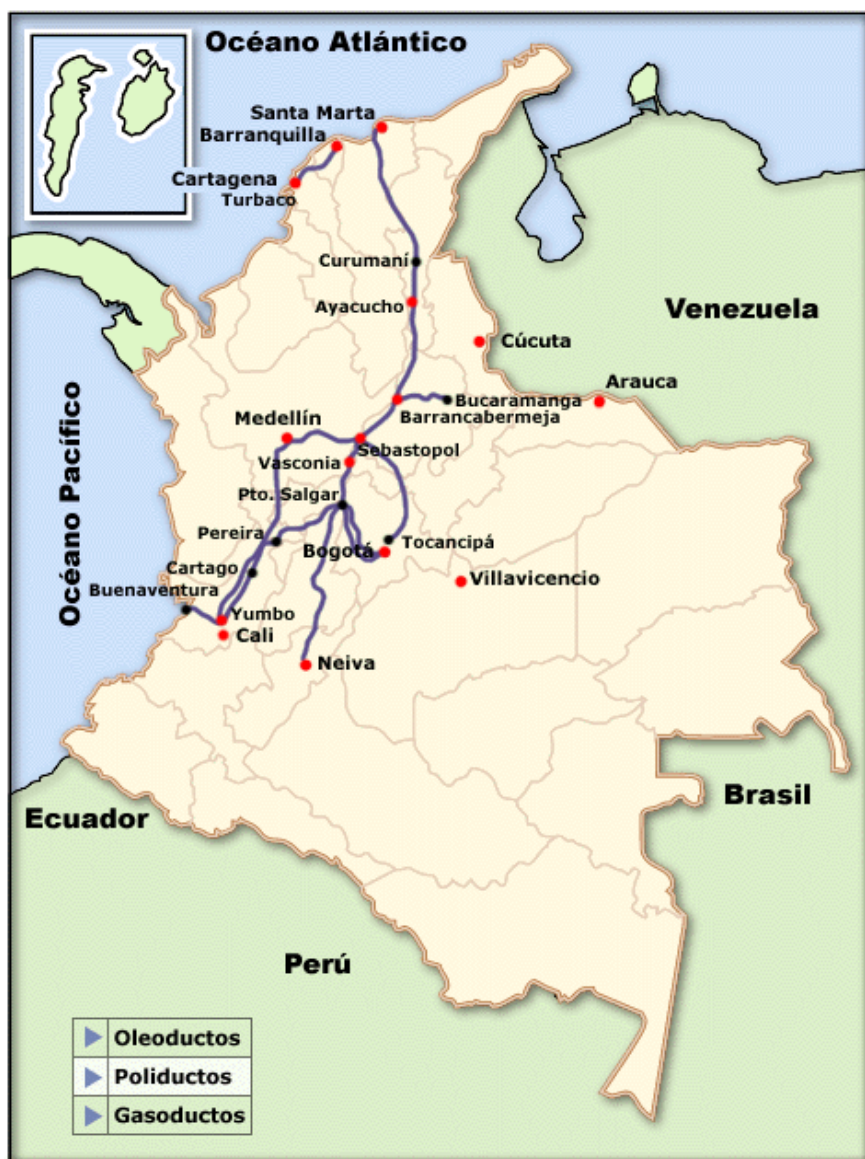 Océano Atlántico
Santa Marta
Barranquilla
Cartagena
Turbaco
Curumaní
Ayacucho
Venezuela
Cúcuta
Arauca
Océano Pacífico
Bucaramanga
Barrancabermeja
Medellín
Sebastopol
Vasconia
Pto. Salgar
Pereira
Tocancipá
Bogotá
Cartago
Villavicencio
Buenaventura
Yumbo
Cali
Neiva
Brasil
Ecuador
Perú
Oleoductos
Poliductos
Gasoductos